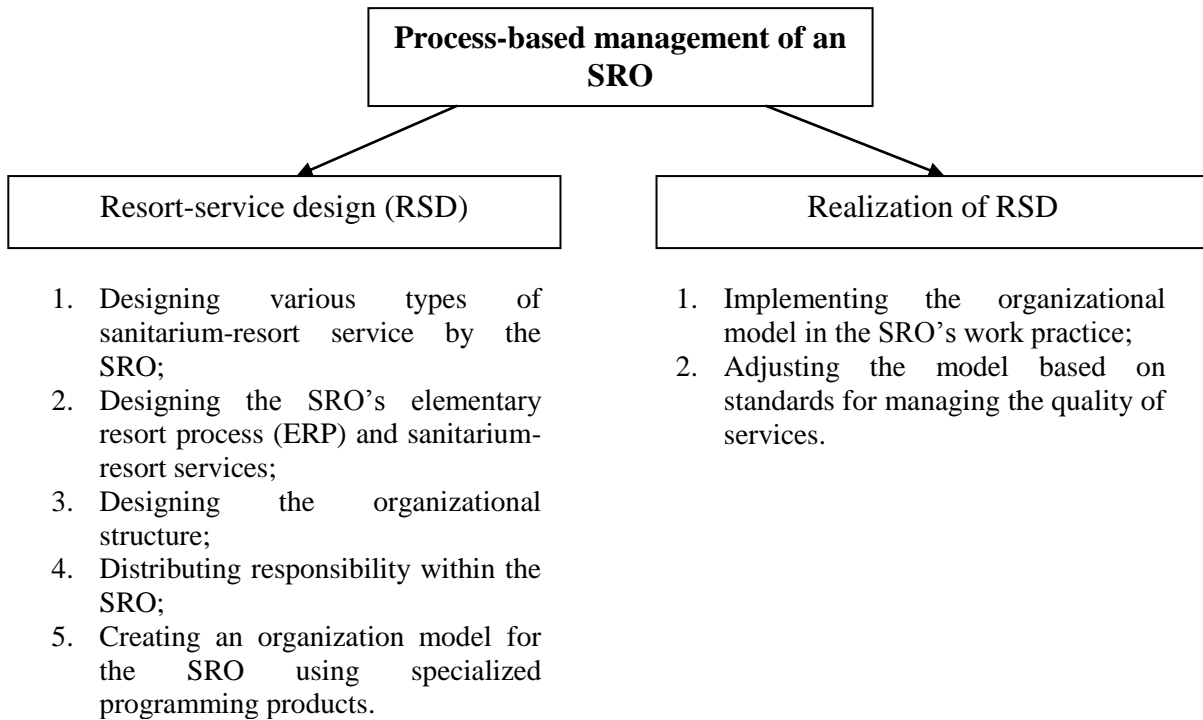 Process-based management of an
SRO
Resort-service design (RSD)
1. Designing various types of
sanitarium-resort service by the
SRO;
2. Designing the SRO's elementary
resort process (ERP) and sanitarium-
resort services;
3. Designing the organizational
structure;
4. Distributing responsibility within the
SRO;
5. Creating an organization model for
the SRO using specialized
programming products.
Realization of RSD
1. Implementing the organizational
model in the SRO's work practice;
2. Adjusting the model based on
standards for managing the quality of
services.